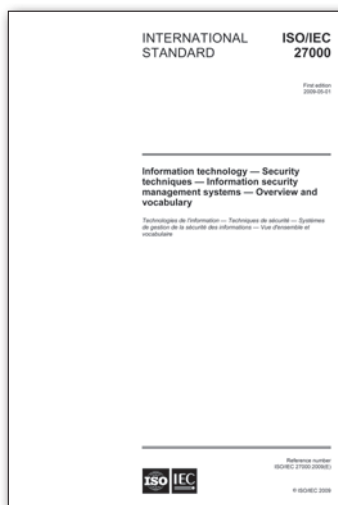 INTERNATIONAL STANDARD
ISO/IEC 27000
First edition
2009-05-01
Information technology — Security
techniques — Information security
management systems — Overview and
vocabulary
Technologies de l'information — Techniques de sécurité — Systèmes
de gestion de la sécurité des informations — Vue d'ensemble et
vocabulaire
Reference number
ISO/IEC 27000:2009(E)
ISO IEC
© ISO/IEC 2009